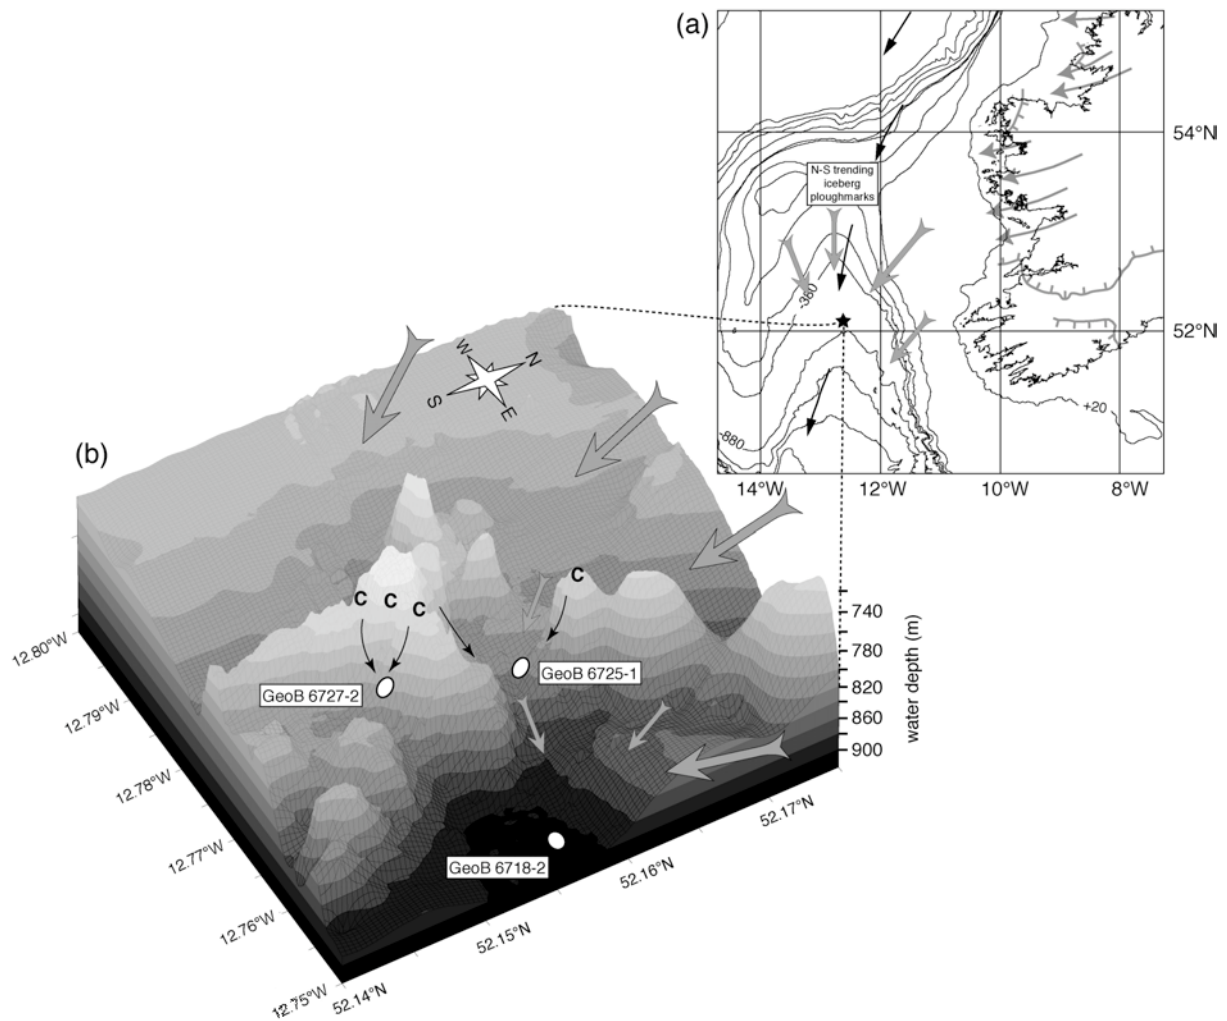 (a)
54°N
N-S trending
iceberg
ploughmarks
-380
52°N
+20
-880
14°W
12°W
10°W
8°W
(b)
W
N
S
E
C
C
C
C
GeoB 6727-2
GeoB 6725-1
GeoB 6718-2
740
780
820
860
900
water depth (m)
12.80°W
12.79°W
12.78°W
12.77°W
12.76°W
12.75°W
52.14°N
52.15°N
52.16°N
52.17°N